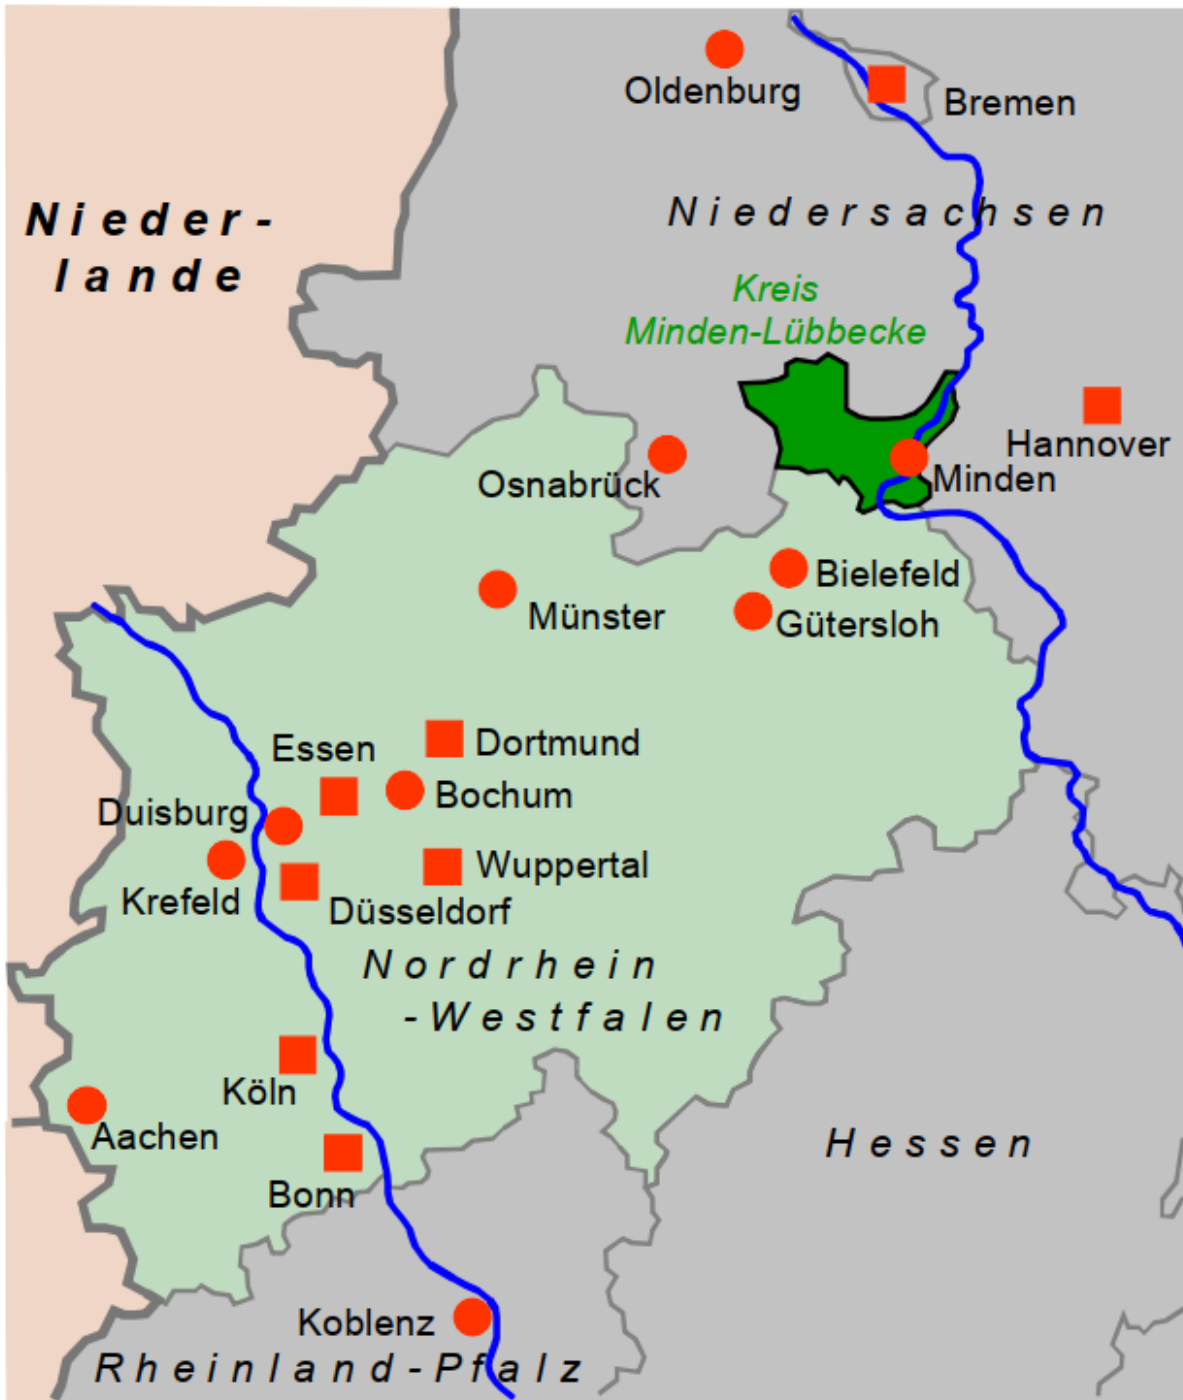 Oldenburg
Bremen
Nieder-
lande
Niedersachsen
Kreis
Minden-Lübbecke
Hannover
Osnabrück
Minden
Bielefeld
Münster
Gütersloh
Essen
Dortmund
Bochum
Duisburg
Wuppertal
Krefeld
Düsseldorf
Nordrhein
-Westfalen
Köln
Aachen
Hessen
Bonn
Koblenz
Rheinland-Pfalz